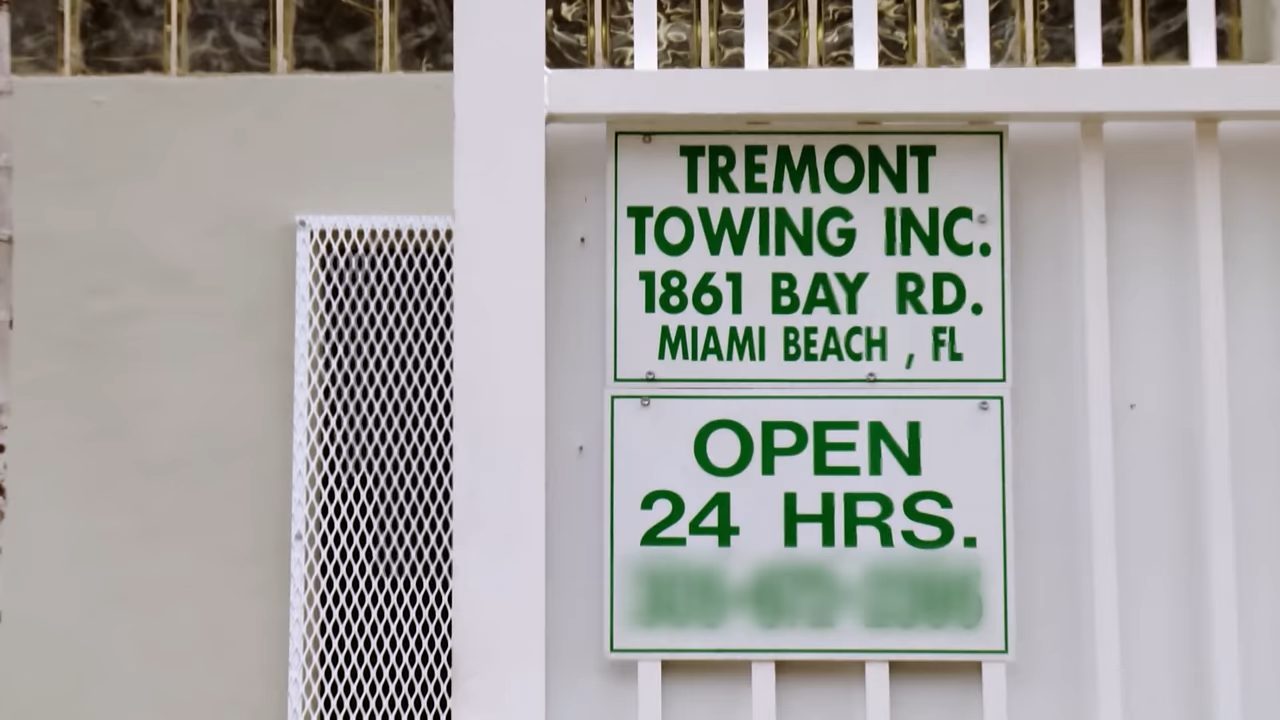 TREMONT
TOWING INC.
1861 BAY RD.
MIAMI BEACH , FL
OPEN
24 HRS.